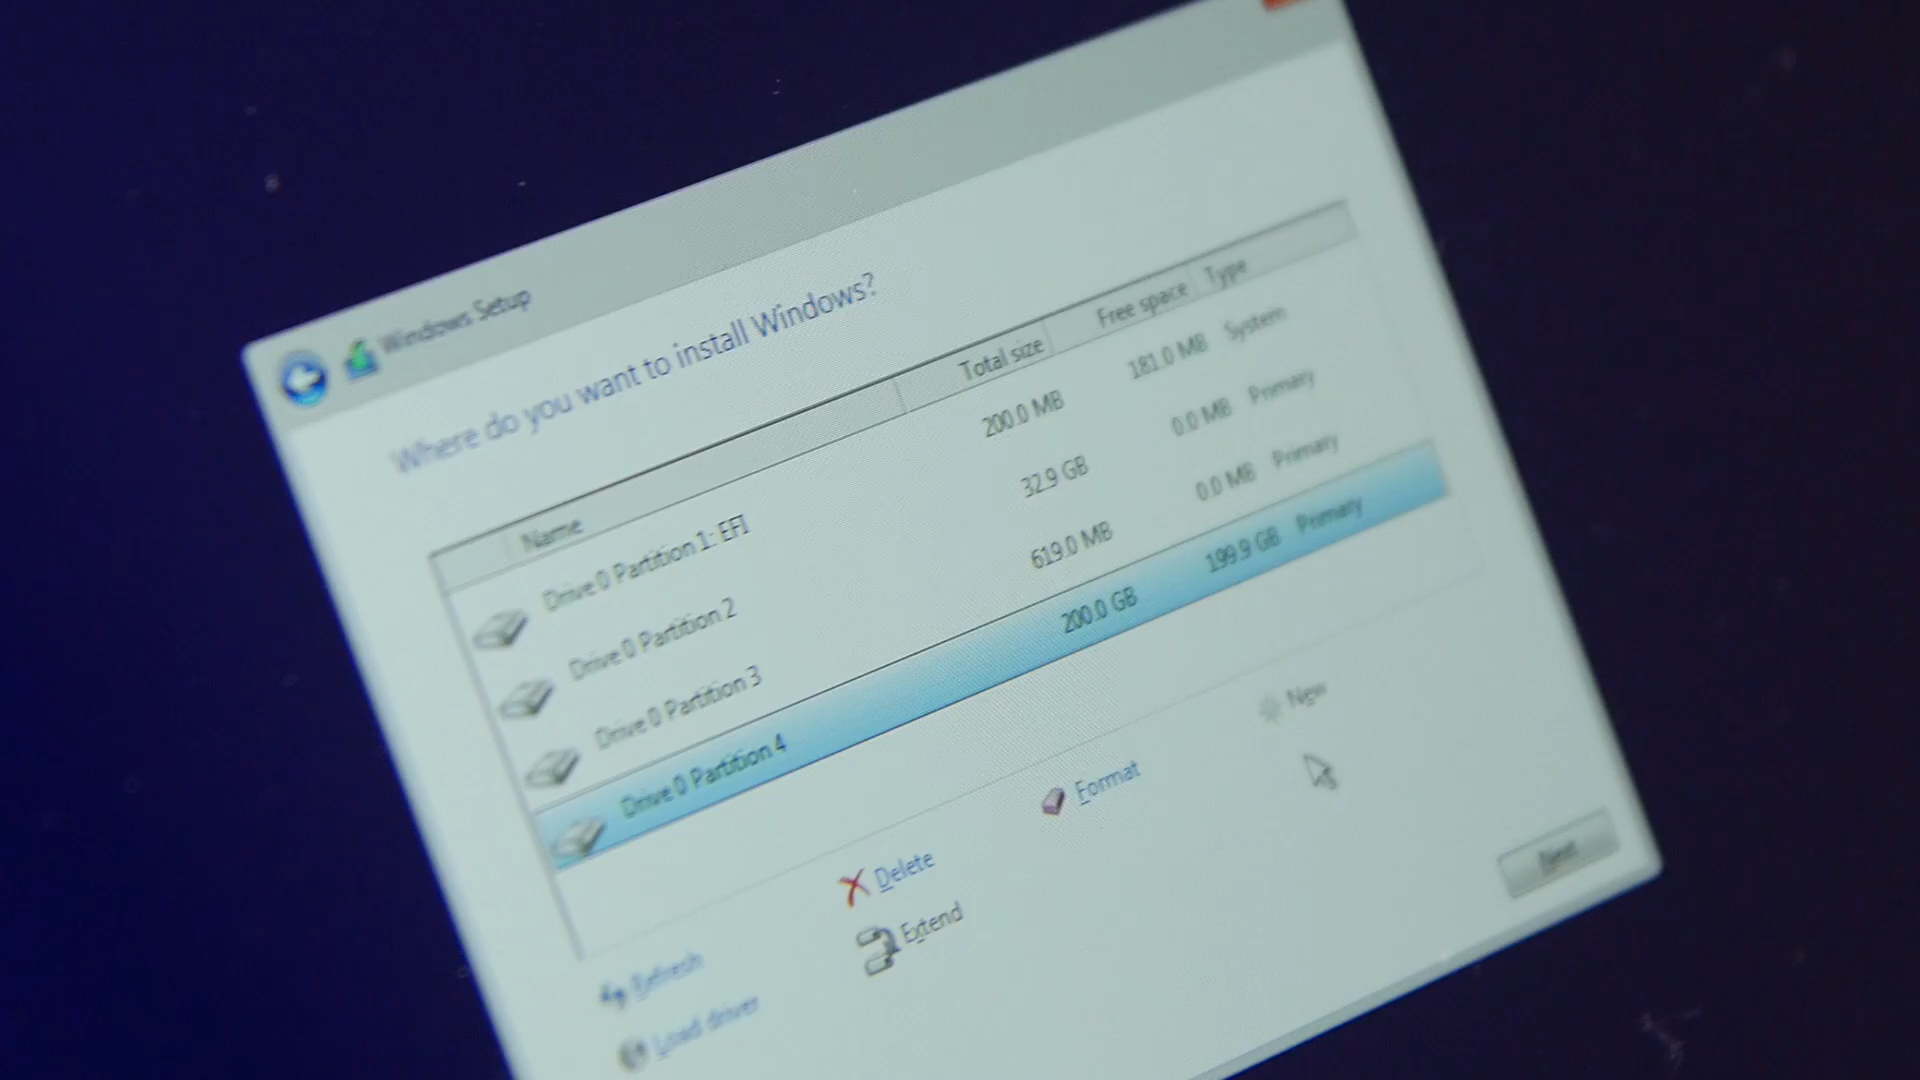 Windows Setup
Where do you want to install Windows?
Name Total size Free space Type
Drive 0 Partition 1: EFI 200.0 MB 181.0 MB System
Drive 0 Partition 2 32.9 GB 0.0 MB Primary
Drive 0 Partition 3 619.0 MB 0.0 MB Primary
Drive 0 Partition 4 200.0 GB 199.9 GB Primary
Refresh Delete Format New
Load driver Extend
Next